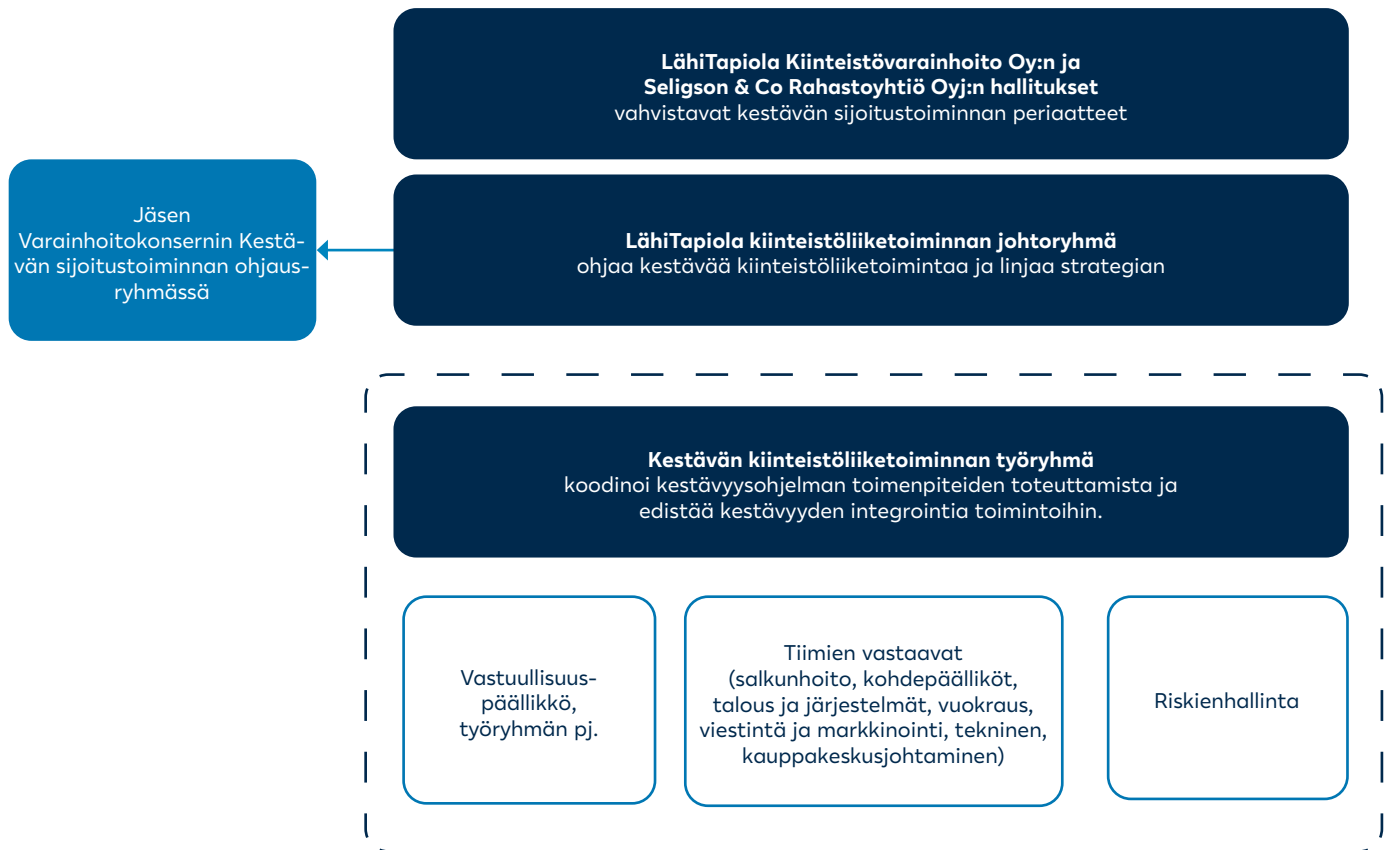 LähiTapiola Kiinteistövarainhoito Oy:n ja
Seligson & Co Rahastoyhtiö Oyj:n hallitukset
vahvistavat kestävän sijoitustoiminnan periaatteet
Jäsen
Varainhoitokonsernin Kestä-
vän sijoitustoiminnan ohjaus-
ryhmässä
LähiTapiola kiinteistöliiketoiminnan johtoryhmä
ohjaa kestävää kiinteistöliiketoimintaa ja linjaa strategian
Kestävän kiinteistöliiketoiminnan työryhmä
koodinoi kestävyysohjelman toimenpiteiden toteuttamista ja
edistää kestävyyden integrointia toimintoihin.
Vastuullisuus-
päällikkö,
työryhmän pj.
Tiimien vastaavat
(salkunhoito, kohdepäälliköt,
talous ja järjestelmät, vuokraus,
viestintä ja markkinointi, tekninen,
kauppakeskusjohtaminen)
Riskienhallinta